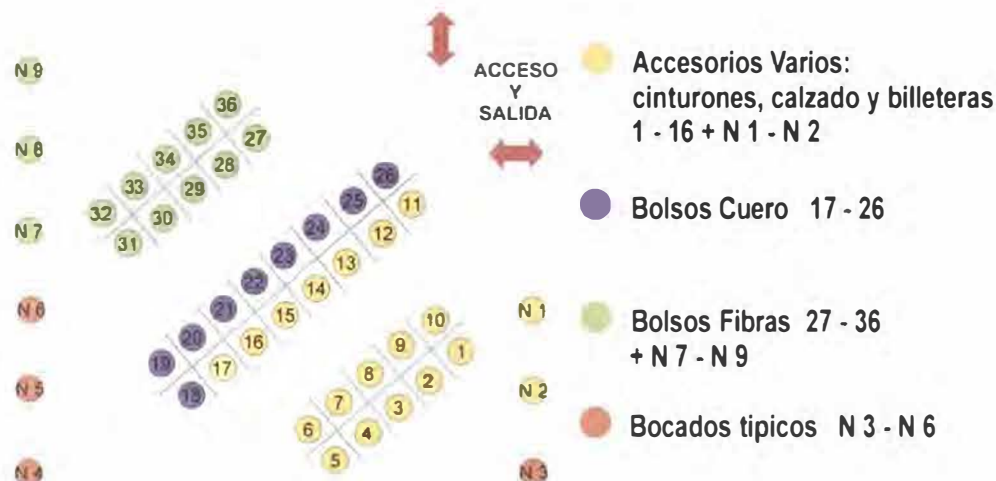 N 9
N 8
N 7
N 6
N 5
N 4
36
35
27
34
28
33
29
32
30
31
26
25
11
24
12
23
13
22
14
21
15
20
16
19
17
18
10
9
1
8
2
7
3
6
4
5
ACCESO
Y
SALIDA
N 1
N 2
N 3
Accesorios Varios:
cinturones, calzado y billeteras
1 - 16 + N 1 - N 2
Bolsos Cuero 17 - 26
Bolsos Fibras 27 - 36
+ N 7 - N 9
Bocados tipicos N 3 - N 6